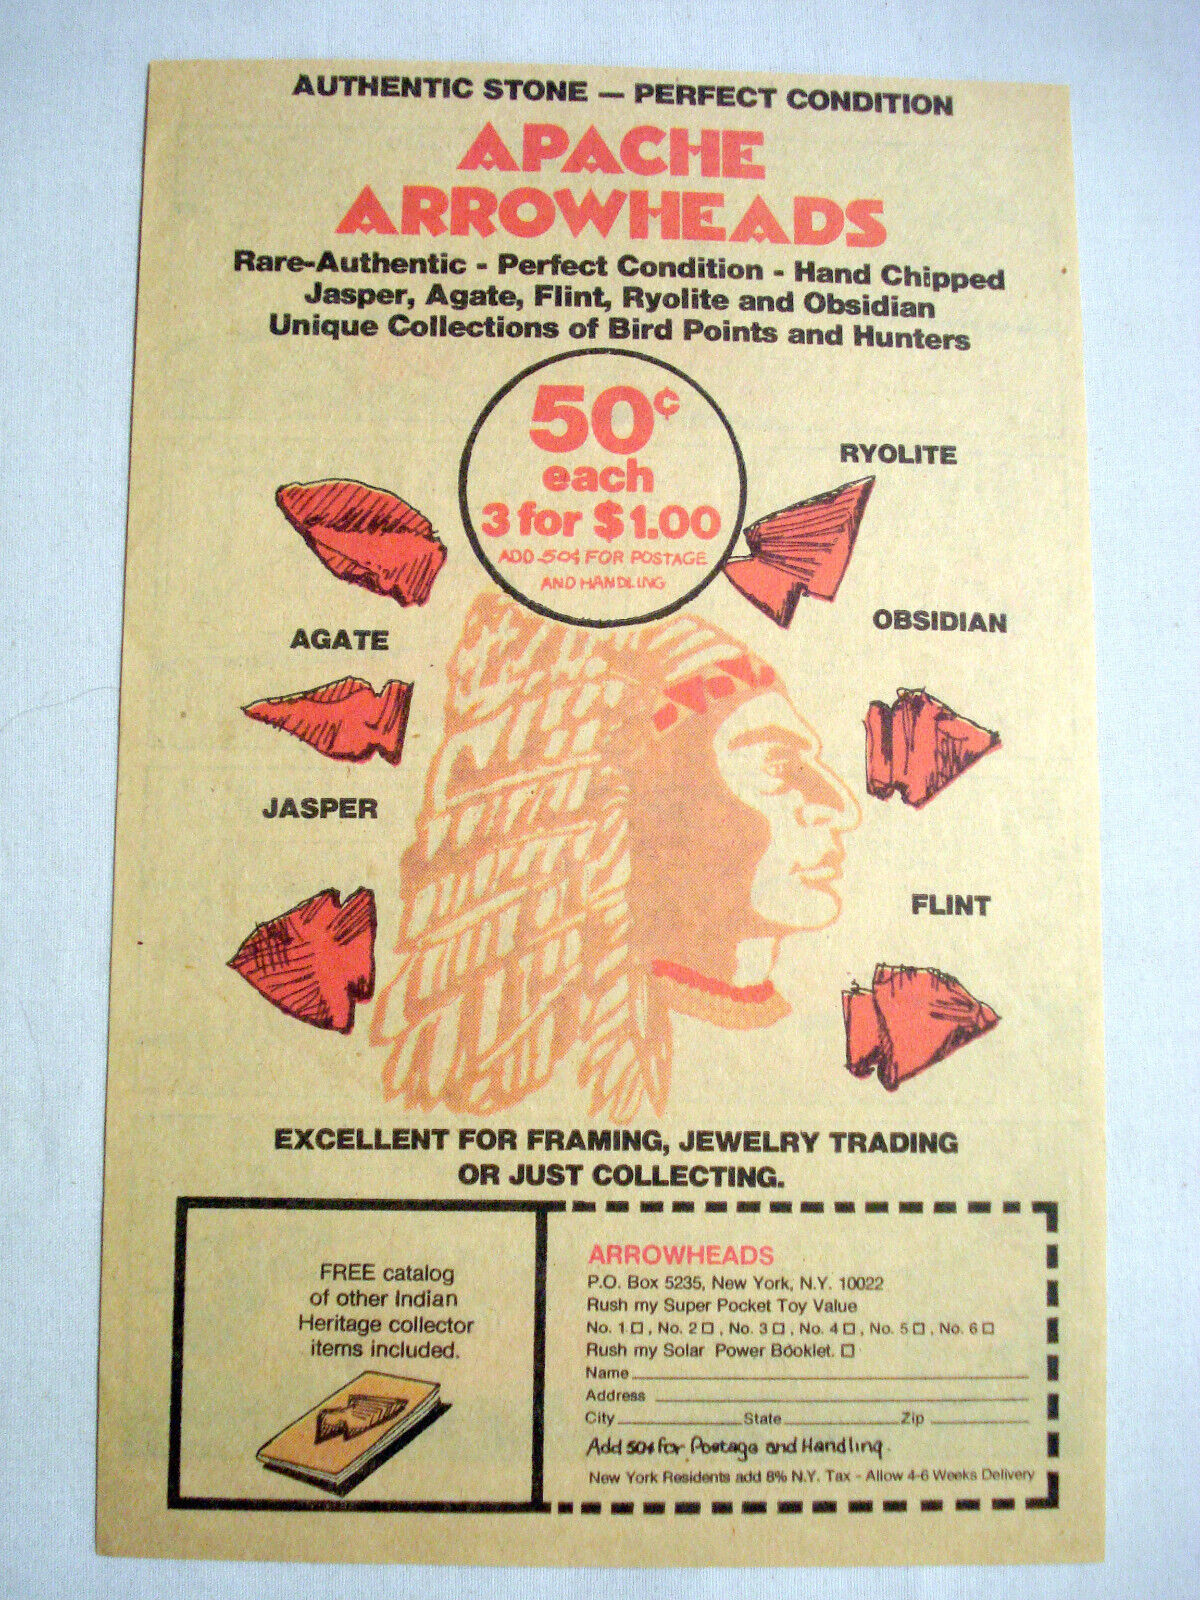 AUTHENTIC STONE — PERFECT CONDITION
APACHE
ARROWHEADS
Rare-Authentic - Perfect Condition - Hand Chipped
Jasper, Agate, Flint, Ryolite and Obsidian
Unique Collections of Bird Points and Hunters
50¢
each
3 for $1.00
ADD 50¢ FOR POSTAGE
AND HANDLING
RYOLITE
AGATE
OBSIDIAN
JASPER
FLINT
EXCELLENT FOR FRAMING, JEWELRY TRADING
OR JUST COLLECTING.
FREE catalog
of other Indian
Heritage collector
items included.
ARROWHEADS
P.O. Box 5235, New York, N.Y. 10022
Rush my Super Pocket Toy Value
No. 1 ☐, No. 2 ☐, No. 3 ☐, No. 4 ☐, No. 5 ☐, No. 6 ☐
Rush my Solar Power Booklet. ☐
Name
Address
City State Zip
Add 50¢ for Postage and Handling.
New York Residents add 8% N.Y. Tax - Allow 4-6 Weeks Delivery